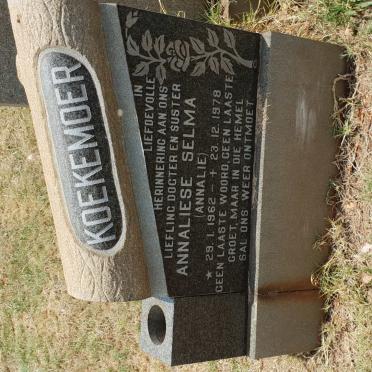 KOEKEMOER
IN
LIEFDEVOLLE
HERINNERING AAN ONS
LIEFLING DOGTER EN SUSTER
ANNALIESE SELMA
(ANNALIE)
★ 29.1.1962 - + 23.12.1978
GEEN LAASTE WOORD, GEEN LAASTE
GROET, MAAR IN DIE HEMEL
SAL ONS WEER ONTMOET